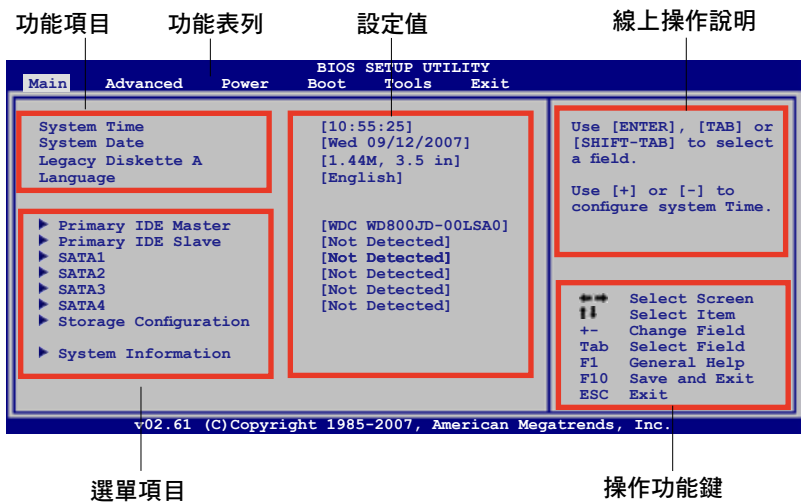 功能項目 功能表列 設定值 線上操作說明
BIOS SETUP UTILITY
Main Advanced Power Boot Tools Exit
System Time [10:55:25]
System Date [Wed 09/12/2007]
Legacy Diskette A [1.44M, 3.5 in]
Language [English]
Primary IDE Master [WDC WD800JD-00LSA0]
Primary IDE Slave [Not Detected]
SATA1 [Not Detected]
SATA2 [Not Detected]
SATA3 [Not Detected]
SATA4 [Not Detected]
Storage Configuration
System Information
Use [ENTER], [TAB] or
[SHIFT-TAB] to select
a field.
Use [+] or [-] to
configure system Time.
←→ Select Screen
↑↓ Select Item
+- Change Field
Tab Select Field
F1 General Help
F10 Save and Exit
ESC Exit
v02.61 (C)Copyright 1985-2007, American Megatrends, Inc.
選單項目 操作功能鍵